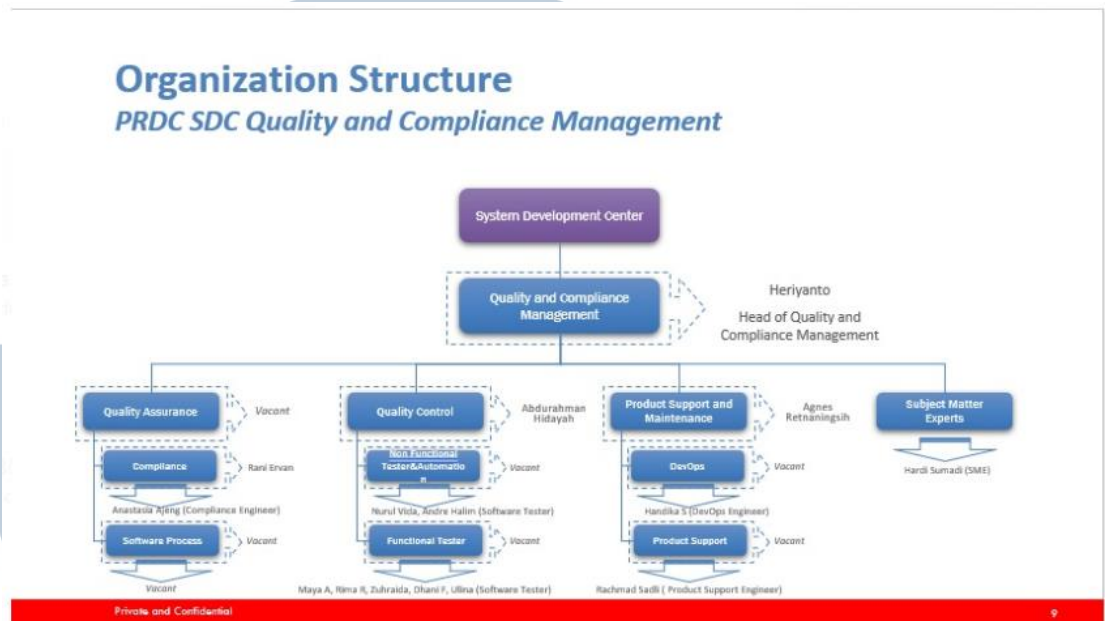 Organization Structure
PRDC SDC Quality and Compliance Management
System Development Center
Quality and Compliance
Management
Heriyanto
Head of Quality and
Compliance Management
Quality Assurance
Vacant
Quality Control
Abdurahman
Hidayah
Product Support and
Maintenance
Agnes
Retnaningsih
Subject Matter
Experts
Hardi Sumadi (SME)
Compliance
Rani Ervan
Non Functional
Tester&Automatio
n
Vacant
DevOps
Vacant
Anastasia Ajeng (Compliance Engineer)
Nurul Vida, Andre Halim (Software Tester)
Handika S (DevOps Engineer)
Software Process
Vacant
Functional Tester
Vacant
Product Support
Vacant
Vacant
Maya A, Rima R, Zuhraida, Dhani F, Ullina (Software Tester)
Rachmad Sadli ( Product Support Engineer)
Private and Confidential
9